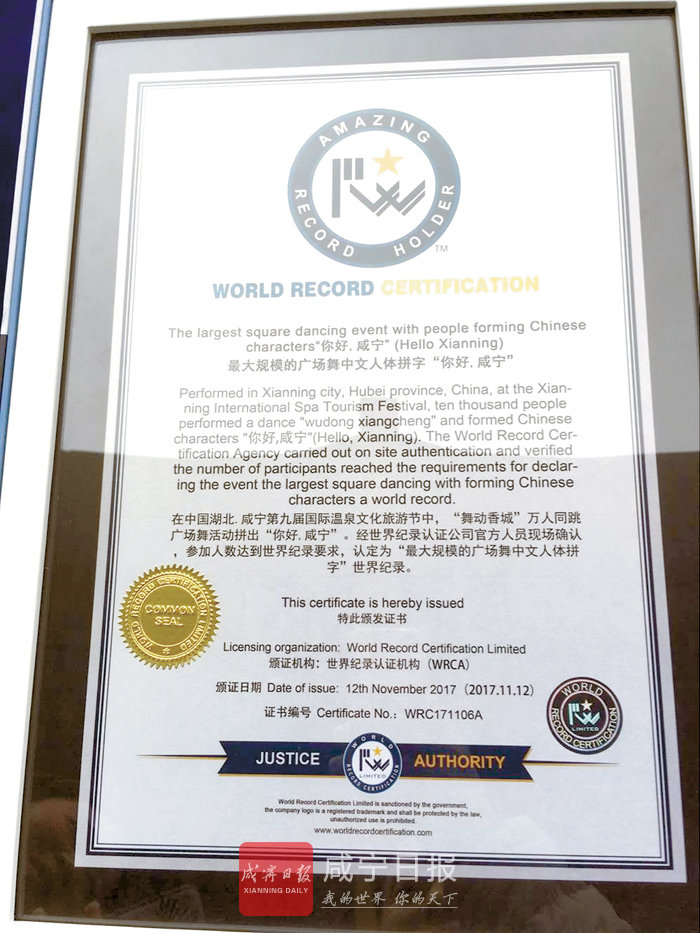 AMAZING
RECORD HOLDER
TM
WORLD RECORD CERTIFICATION
The largest square dancing event with people forming Chinese
characters"你好,咸宁" (Hello Xianning)
最大规模的广场舞中文人体拼字“你好,咸宁”
Performed in Xianning city, Hubei province, China, at the Xian-
ning International Spa Tourism Festival, ten thousand people
performed a dance "wudong xiangcheng" and formed Chinese
characters "你好,咸宁"(Hello, Xianning). The World Record Cer-
tification Agency carried out on site authentication and verified
the number of participants reached the requirements for declar-
ing the event the largest square dancing with forming Chinese
characters a world record.
在中国湖北.咸宁第九届国际温泉文化旅游节中，“舞动香城”万人同跳
广场舞活动拼出“你好,咸宁”。经世界纪录认证公司官方人员现场确认
，参加人数达到世界纪录要求，认定为“最大规模的广场舞中文人体拼
字”世界纪录。
WORLD RECORD CERTIFICATION LIMITED
COMMON
SEAL
This certificate is hereby issued
特此颁发证书
Licensing organization: World Record Certification Limited
颁证机构：世界纪录认证机构（WRCA）
颁证日期 Date of issue: 12th November 2017（2017.11.12）
证书编号 Certificate No.：WRC171106A
WORLD
LIMITED
RECORD CERTIFICATION
JUSTICE
WORLD
LIMITED
RECORD CERTIFICATION
AUTHORITY
World Record Certification Limited is sanctioned by the government,
the company logo is a registered trademark and shall be protected by the law,
unauthorized use is prohibited.
www.worldrecordcertification.com
咸宁日报
XIANNING DAILY
咸宁日报
我的世界 你的天下